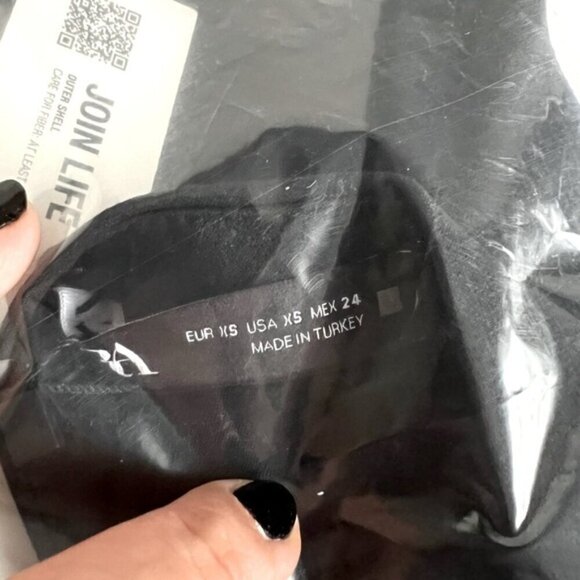 JOIN LIFE
OUTER SHELL
CARE FOR FIBER: AT LEAST
EUR XS USA XS MEX 24
MADE IN TURKEY